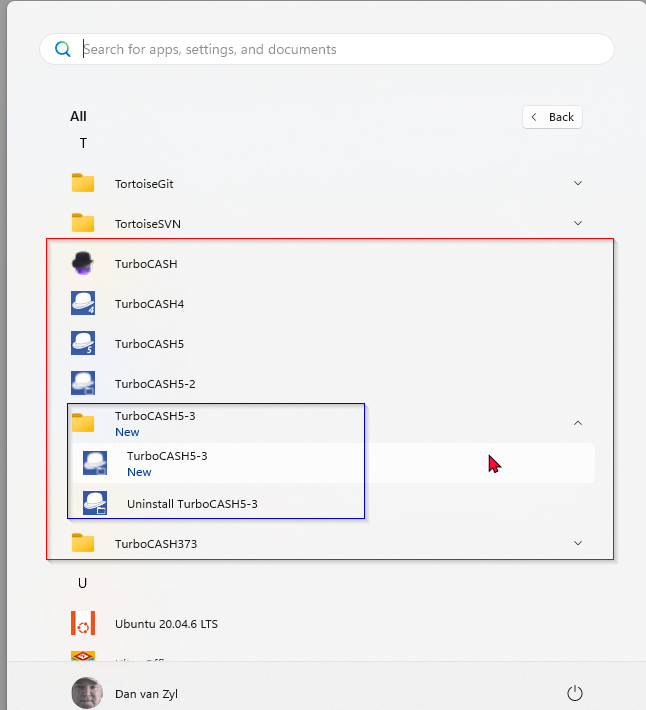 Search for apps, settings, and documents
All
Back
T
TortoiseGit
TortoiseSVN
TurboCASH
TurboCASH4
TurboCASH5
TurboCASH5-2
TurboCASH5-3
New
TurboCASH5-3
New
Uninstall TurboCASH5-3
TurboCASH373
U
Ubuntu 20.04.6 LTS
Dan van Zyl